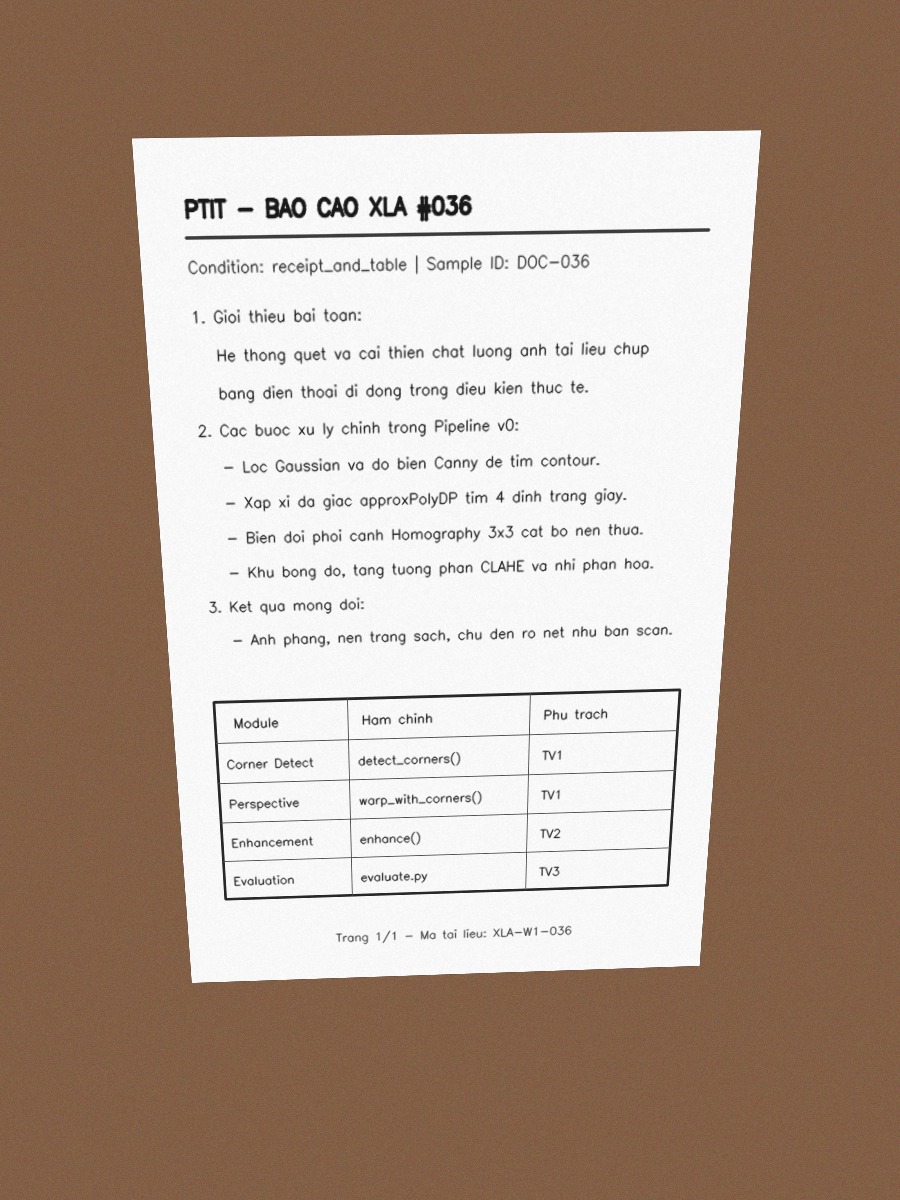 PTIT - BAO CAO XLA #036
Condition: receipt_and_table | Sample ID: DOC-036
1. Gioi thieu bai toan:
He thong quet va cai thien chat luong anh tai lieu chup
bang dien thoai di dong trong dieu kien thuc te.
2. Cac buoc xu ly chinh trong Pipeline v0:
- Loc Gaussian va do bien Canny de tim contour.
- Xap xi da giac approxPolyDP tim 4 dinh trang giay.
- Bien doi phoi canh Homography 3x3 cat bo nen thua.
- Khu bong do, tang tuong phan CLAHE va nhi phan hoa.
3. Ket qua mong doi:
- Anh phang, nen trang sach, chu den ro net nhu ban scan.
Module Ham chinh Phu trach
Corner Detect detect_corners() TV1
Perspective warp_with_corners() TV1
Enhancement enhance() TV2
Evaluation evaluate.py TV3
Trang 1/1 - Ma tai lieu: XLA-W1-036